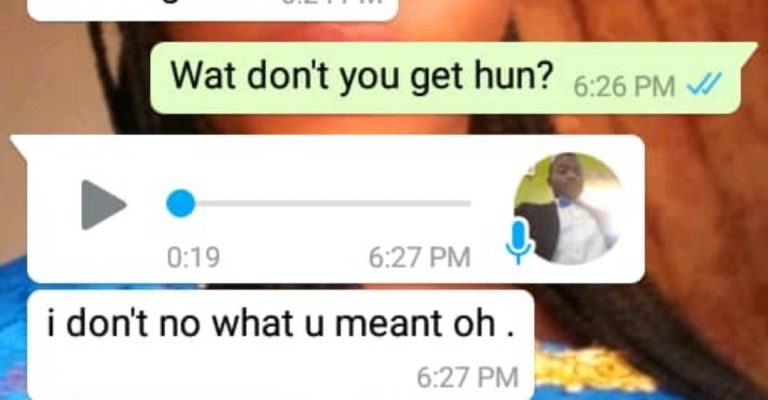 Wat don't you get hun? 6:26 PM
0:19 6:27 PM
i don't no what u meant oh .
6:27 PM